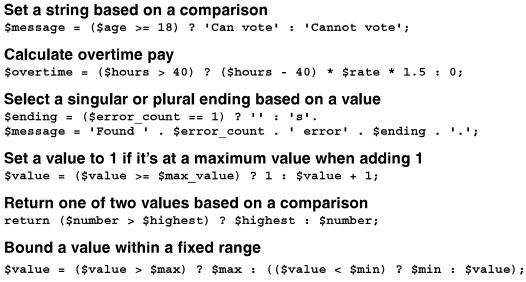 Set a string based on a comparison
$message = ($age >= 18) ? 'Can vote' : 'Cannot vote';
Calculate overtime pay
$overtime = ($hours > 40) ? ($hours - 40) * $rate * 1.5 : 0;
Select a singular or plural ending based on a value
$ending = ($error_count == 1) ? '' : 's'.
$message = 'Found ' . $error_count . ' error' . $ending . '.';
Set a value to 1 if it's at a maximum value when adding 1
$value = ($value >= $max_value) ? 1 : $value + 1;
Return one of two values based on a comparison
return ($number > $highest) ? $highest : $number;
Bound a value within a fixed range
$value = ($value > $max) ? $max : (($value < $min) ? $min : $value);